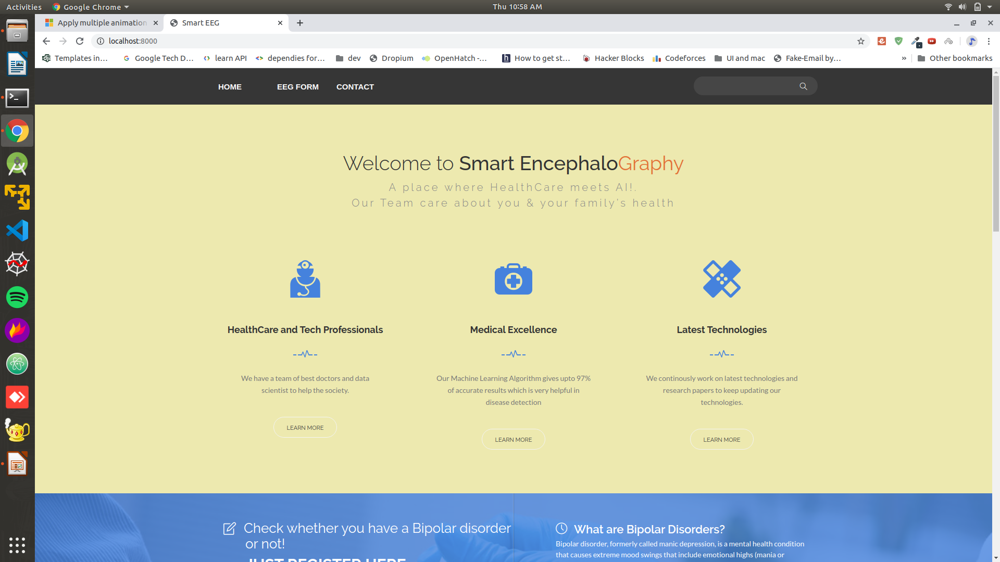 Activities Google Chrome Thu 10:58 AM
Apply multiple animation Smart EEG
localhost:8000
Templates in... Google Tech D... learn API dependies for... dev Dropium OpenHatch -... How to get st... Hacker Blocks Codeforces UI and mac Fake-Email by... » Other bookmarks
HOME EEG FORM CONTACT
Welcome to Smart EncephaloGraphy
A place where HealthCare meets AI!.
Our Team care about you & your family's health
HealthCare and Tech Professionals
We have a team of best doctors and data
scientist to help the society.
LEARN MORE
Medical Excellence
Our Machine Learning Algorithm gives upto 97%
of accurate results which is very helpful in
disease detection
LEARN MORE
Latest Technologies
We continously work on latest technologies and
research papers to keep updating our
technologies.
LEARN MORE
Check whether you have a Bipolar disorder
or not!
JUST REGISTER HERE
What are Bipolar Disorders?
Bipolar disorder, formerly called manic depression, is a mental health condition
that causes extreme mood swings that include emotional highs (mania or